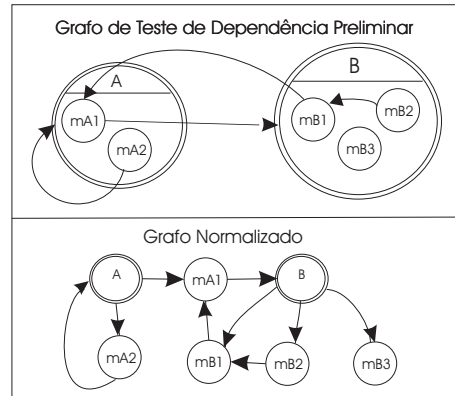 Grafo de Teste de Dependência Preliminar
A
B
mA1
mB1
mB2
mA2
mB3
Grafo Normalizado
A
mA1
B
mA2
mB1
mB2
mB3